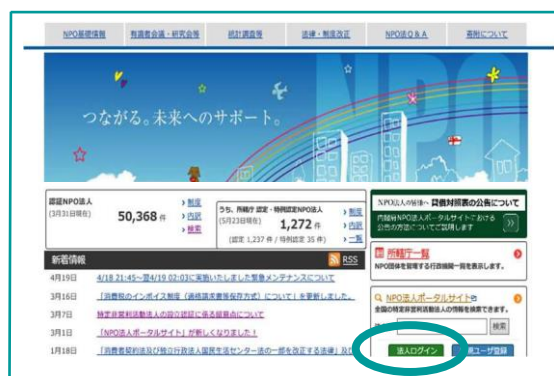 NPO基礎情報 有識者会議・研究会等 統計調査等 法律・制度改正 NPO法Q&A 寄附について
つながる。未来へのサポート。
NPO
認証NPO法人
(3月31日現在)
50,368 件
制度
内訳
検索
うち、所轄庁 認定・特例認定NPO法人
(5月23日現在)
1,272 件
(認定 1,237 件 / 特例認定 35 件)
制度
内訳
一覧
NPO法人の皆様へ 貸借対照表の公告について
内閣府NPO法人ポータルサイトにおける
公告の方法についてご説明します
新着情報 RSS
4月19日 4/18 21:45~翌4/19 02:03に実施いたしました緊急メンテナンスについて
3月16日 「消費税のインボイス制度(適格請求書等保存方式)について」を更新しました。
3月7日 特定非営利活動法人の設立認証に係る留意点について
3月1日 「NPO法人ポータルサイト」が新しくなりました!
1月18日 「消費者契約法及び独立行政法人国民生活センター法の一部を改正する法律」及び
所轄庁一覧
NPO団体を管理する行政機関一覧を表示します。
NPO法人ポータルサイト
全国の特定非営利活動法人の情報を検索できます。
検索
法人ログイン
規ユーザ登録